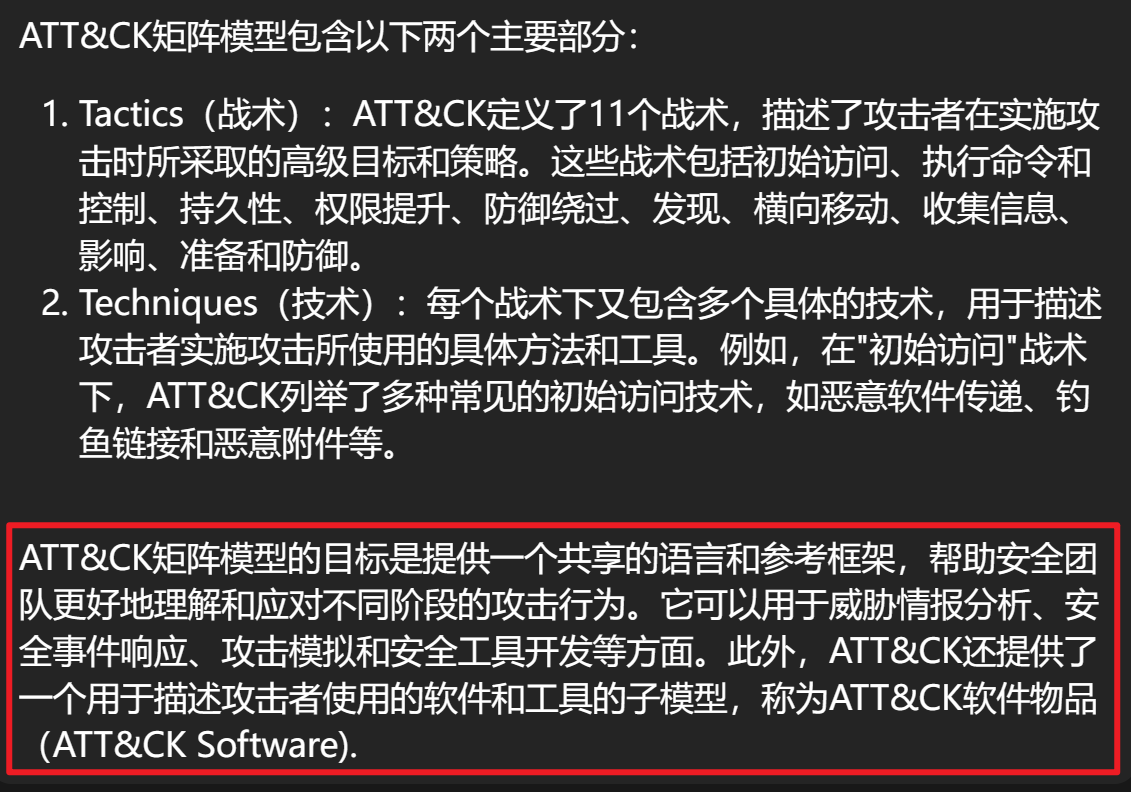 ATT&CK矩阵模型包含以下两个主要部分：
1. Tactics（战术）：ATT&CK定义了11个战术，描述了攻击者在实施攻
击时所采取的高级目标和策略。这些战术包括初始访问、执行命令和
控制、持久性、权限提升、防御绕过、发现、横向移动、收集信息、
影响、准备和防御。
2. Techniques（技术）：每个战术下又包含多个具体的技术，用于描述
攻击者实施攻击所使用的具体方法和工具。例如，在"初始访问"战术
下，ATT&CK列举了多种常见的初始访问技术，如恶意软件传递、钓
鱼链接和恶意附件等。
ATT&CK矩阵模型的目标是提供一个共享的语言和参考框架，帮助安全团
队更好地理解和应对不同阶段的攻击行为。它可以用于威胁情报分析、安
全事件响应、攻击模拟和安全工具开发等方面。此外，ATT&CK还提供了
一个用于描述攻击者使用的软件和工具的子模型，称为ATT&CK软件物品
（ATT&CK Software).